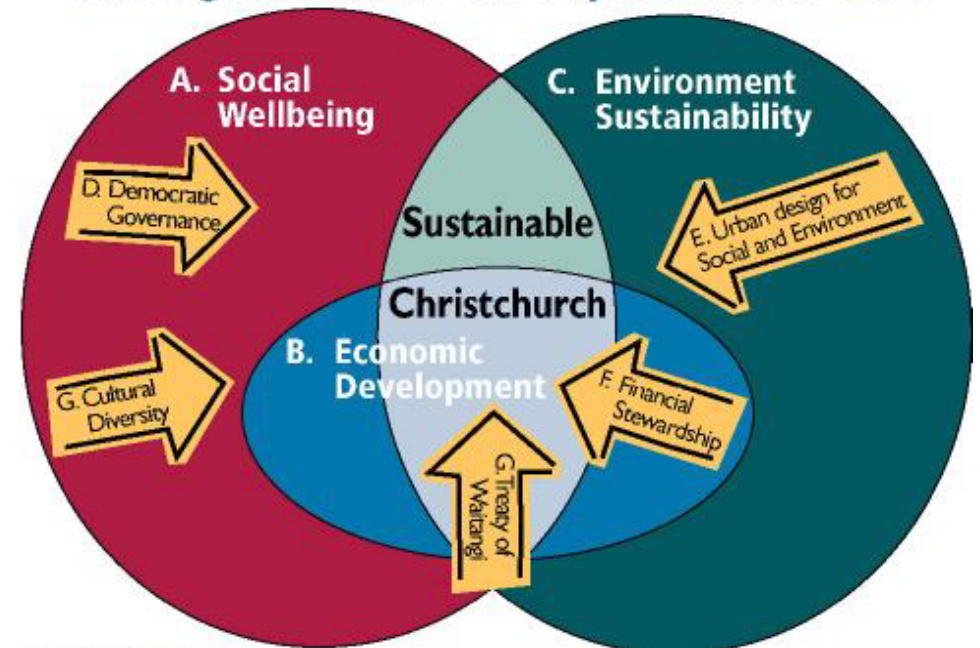 A. Social
Wellbeing
C. Environment
Sustainability
D. Democratic
Governance
E. Urban design for
Social and Environment
Sustainable
Christchurch
B. Economic
Development
G. Cultural
Diversity
F. Financial
Stewardship
G. Treaty of
Waitangi